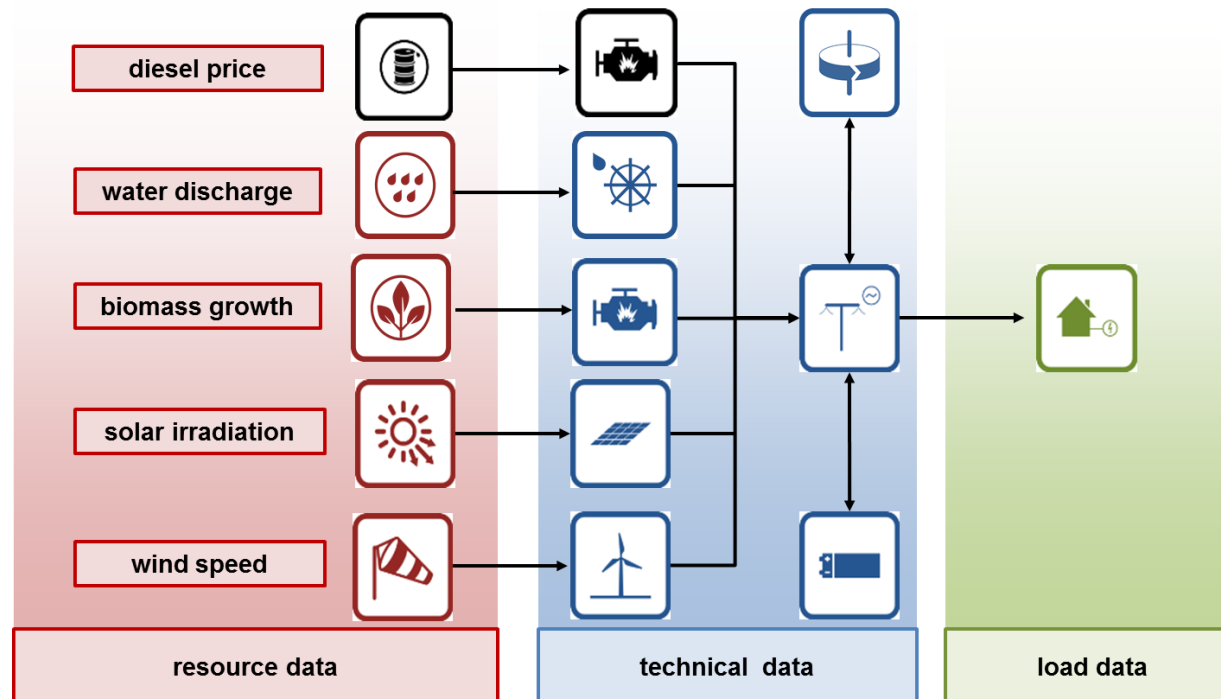 diesel price
water discharge
biomass growth
solar irradiation
wind speed
resource data
technical data
load data